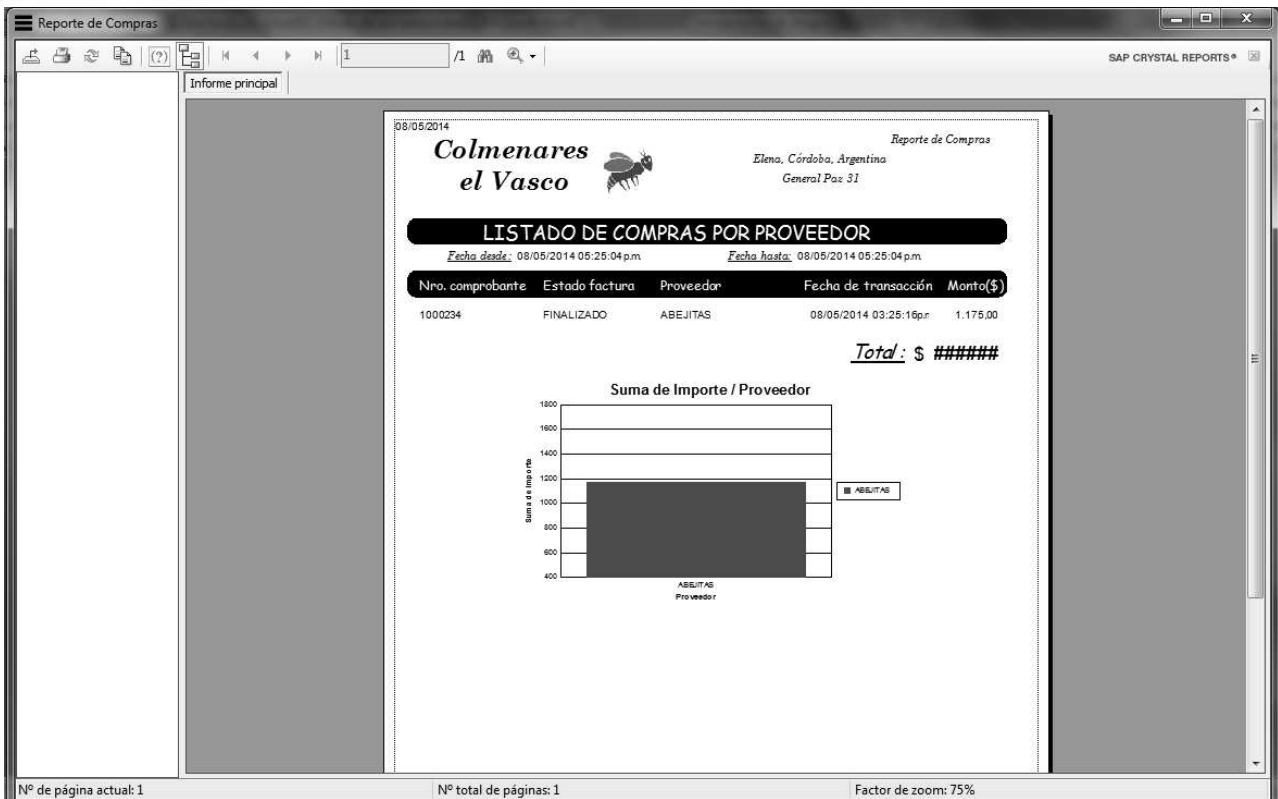 Reporte de Compras
(?)
1 /1
SAP CRYSTAL REPORTS®
Informe principal
08/05/2014
Colmenares
el Vasco
Reporte de Compras
Elena, Córdoba, Argentina
General Paz 31
LISTADO DE COMPRAS POR PROVEEDOR
Fecha desde: 08/05/2014 05:25:04 p.m. Fecha hasta: 08/05/2014 05:25:04 p.m.
Nro. comprobante Estado factura Proveedor Fecha de transacción Monto($)
1000234 FINALIZADO ABEJITAS 08/05/2014 03:25:16p.r 1.175,00
Total : $ ######
Suma de Importe / Proveedor
1800
1600
1400
1200
1000
800
600
400
Suma de Importe
ABEJITAS
ABEJITAS
Proveedor
Nº de página actual: 1 Nº total de páginas: 1 Factor de zoom: 75%